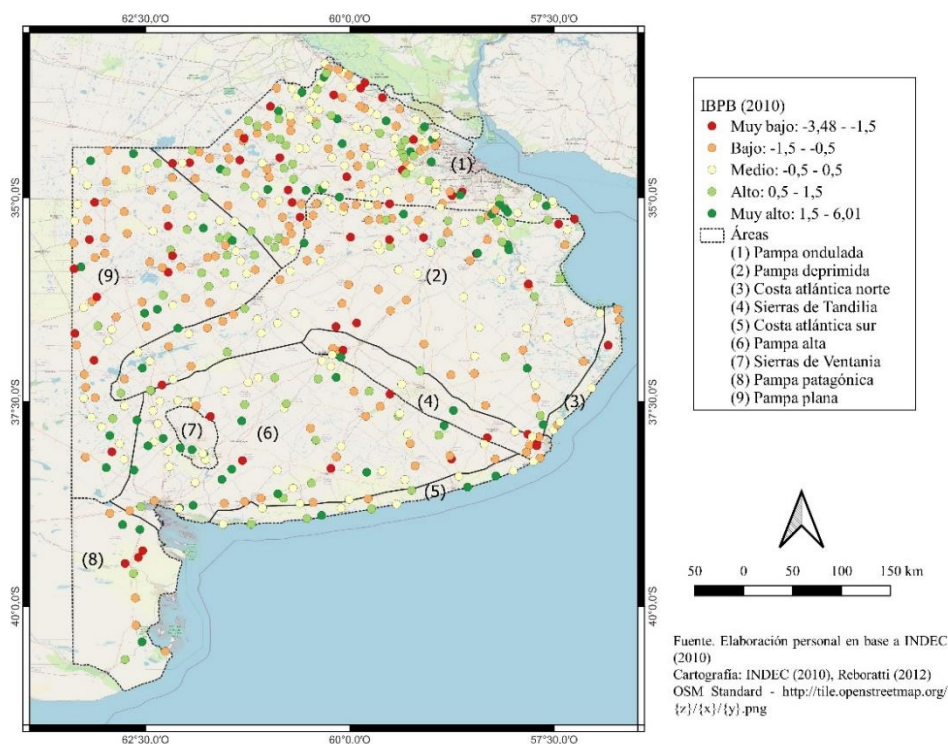 62°30,0'O 60°0,0'O 57°30,0'O
35°0,0'S 35°0,0'S
37°30,0'S 37°30,0'S
40°0,0'S 40°0,0'S
62°30,0'O 60°0,0'O 57°30,0'O
(1)
(2)
(9)
(3)
(4)
(7)
(6)
(5)
(8)
IBPB (2010)
Muy bajo: -3,48 - -1,5
Bajo: -1,5 - -0,5
Medio: -0,5 - 0,5
Alto: 0,5 - 1,5
Muy alto: 1,5 - 6,01
Áreas
(1) Pampa ondulada
(2) Pampa deprimida
(3) Costa atlántica norte
(4) Sierras de Tandilia
(5) Costa atlántica sur
(6) Pampa alta
(7) Sierras de Ventania
(8) Pampa patagónica
(9) Pampa plana
50 0 50 100 150 km
Fuente. Elaboración personal en base a INDEC
(2010)
Cartografía: INDEC (2010), Reboratti (2012)
OSM Standard - http://tile.openstreetmap.org/
{z}/{x}/{y}.png